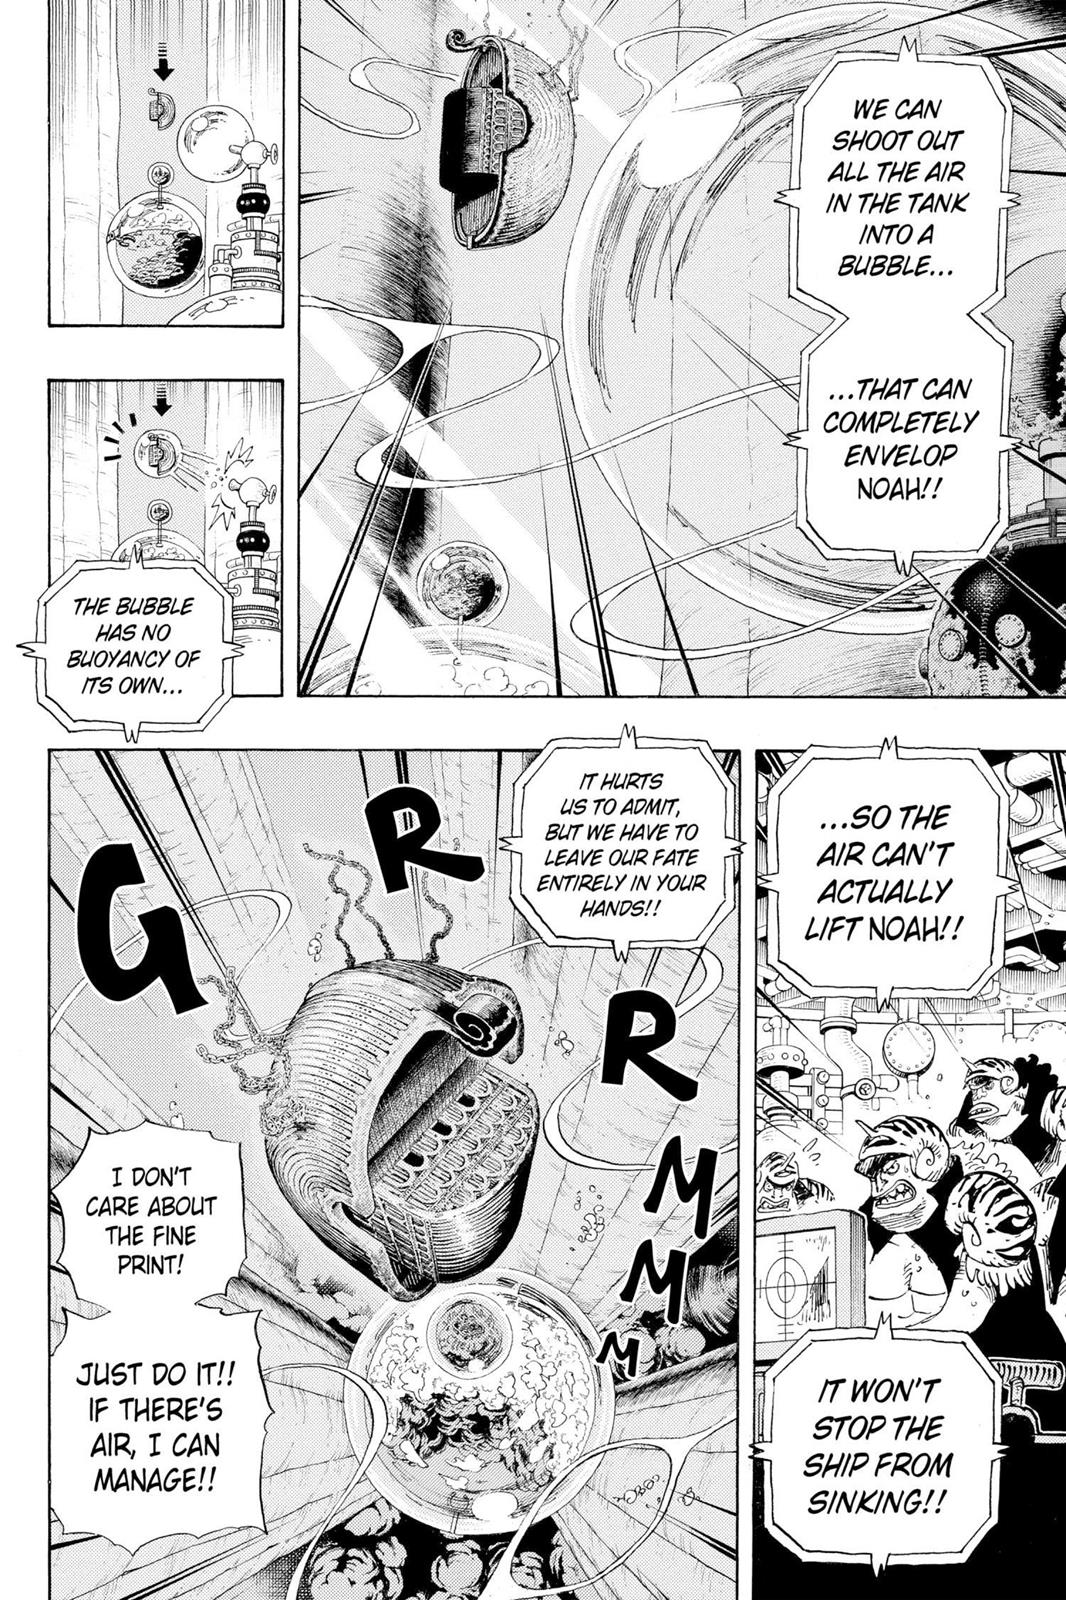 WE CAN
SHOOT OUT
ALL THE AIR
IN THE TANK
INTO A
BUBBLE...
...THAT CAN
COMPLETELY
ENVELOP
NOAH!!
THE BUBBLE
HAS NO
BUOYANCY OF
ITS OWN...
...SO THE
AIR CAN'T
ACTUALLY
LIFT NOAH!!
IT WON'T
STOP THE
SHIP FROM
SINKING!!
IT HURTS
US TO ADMIT,
BUT WE HAVE TO
LEAVE OUR FATE
ENTIRELY IN YOUR
HANDS!!
GRRMMMM
I DON'T
CARE ABOUT
THE FINE
PRINT!
JUST DO IT!!
IF THERE'S
AIR, I CAN
MANAGE!!